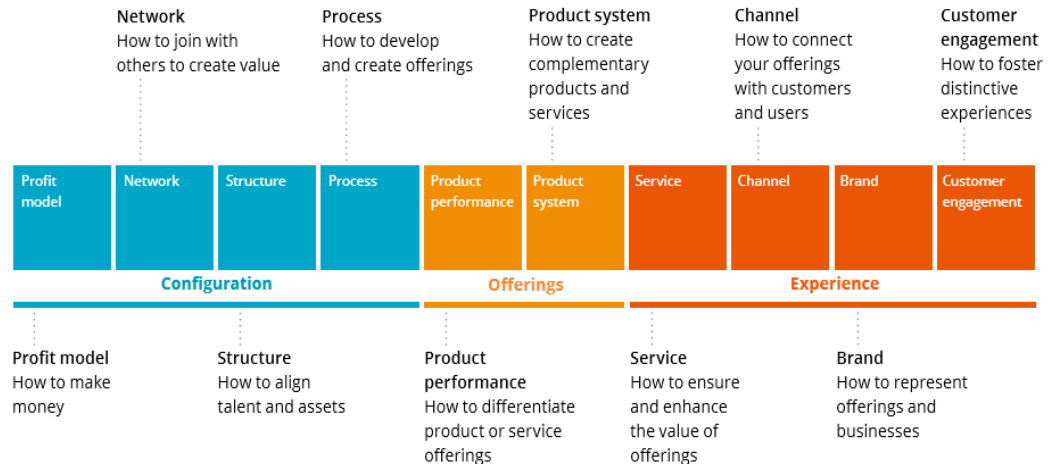 Network
How to join with
others to create value
Process
How to develop
and create offerings
Product system
How to create
complementary
products and
services
Channel
How to connect
your offerings
with customers
and users
Customer
engagement
How to foster
distinctive
experiences
Profit
model
Network
Structure
Process
Product
performance
Product
system
Service
Channel
Brand
Customer
engagement
Configuration
Offerings
Experience
Profit model
How to make
money
Structure
How to align
talent and assets
Product
performance
How to differentiate
product or service
offerings
Service
How to ensure
and enhance
the value of
offerings
Brand
How to represent
offerings and
businesses